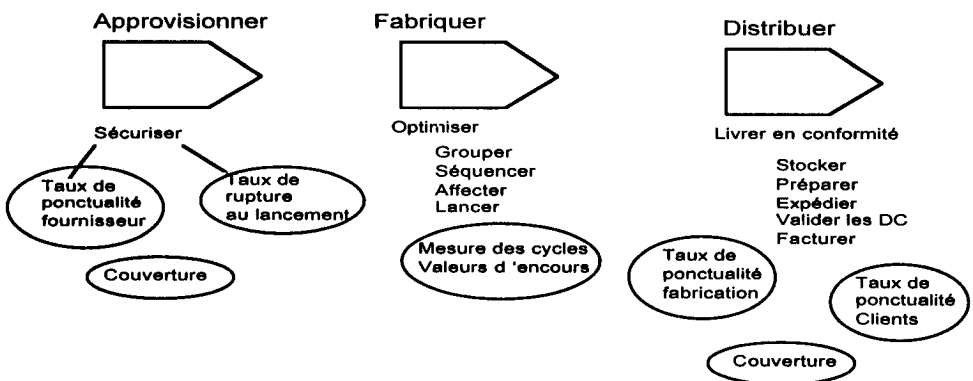 Approvisionner
Sécuriser
Taux de
ponctualité
fournisseur
Taux de
rupture
au lancement
Couverture
Fabriquer
Optimiser
Grouper
Séquencer
Affecter
Lancer
Mesure des cycles
Valeurs d 'encours
Distribuer
Livrer en conformité
Stocker
Préparer
Expédier
Valider les DC
Facturer
Taux de
ponctualité
fabrication
Taux de
ponctualité
Clients
Couverture